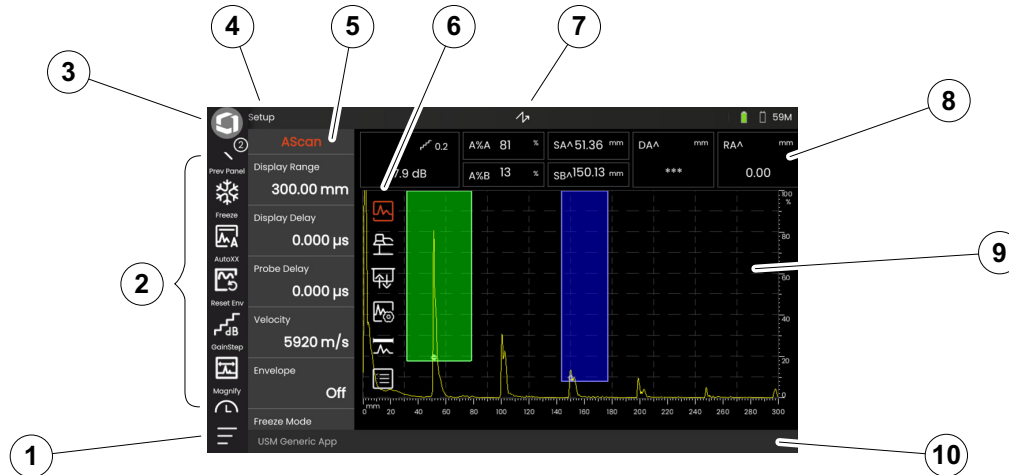 4
5
6
7
3
8
Setup
59M
2
AScan
0.2
7.9 dB
A%A 81 %
A%B 13 %
SA^ 51.36 mm
SB^ 150.13 mm
DA^ mm
***
RA^ mm
0.00
Prev Panel
Freeze
AutoXX
Reset Env
dB
GainStep
Magnify
Display Range
300.00 mm
Display Delay
0.000 µs
Probe Delay
0.000 µs
Velocity
5920 m/s
Envelope
Off
Freeze Mode
100
%
80
60
40
20
0
0 mm 20 40 60 80 100 120 140 160 180 200 220 240 260 280 300
USM Generic App
2
9
1
10